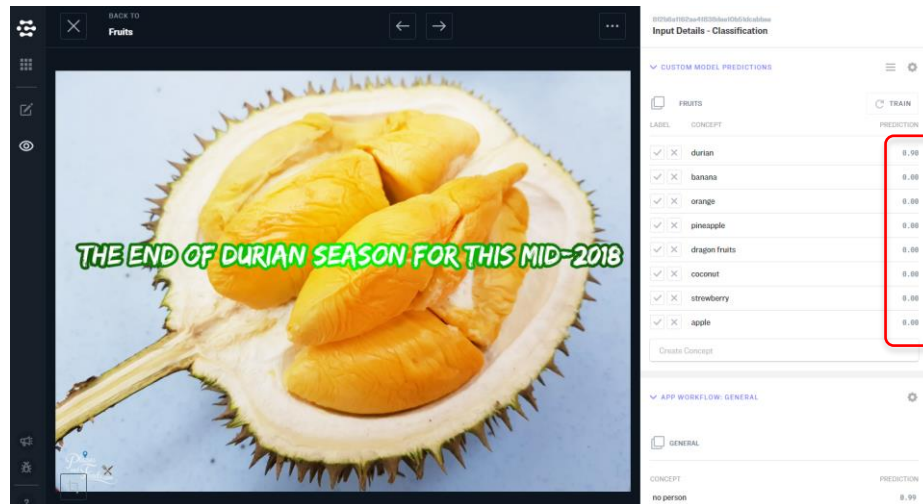 BACK TO
Fruits
THE END OF DURIAN SEASON FOR THIS MID-2018
Input Details - Classification
CUSTOM MODEL PREDICTIONS
FRUITS
TRAIN
LABEL CONCEPT PREDICTION
durian 0.90
banana 0.00
orange 0.00
pineapple 0.00
dragon fruits 0.00
coconut 0.00
strewberry 0.00
apple 0.00
Create Concept
APP WORKFLOW: GENERAL
GENERAL
CONCEPT PREDICTION
no person 0.99